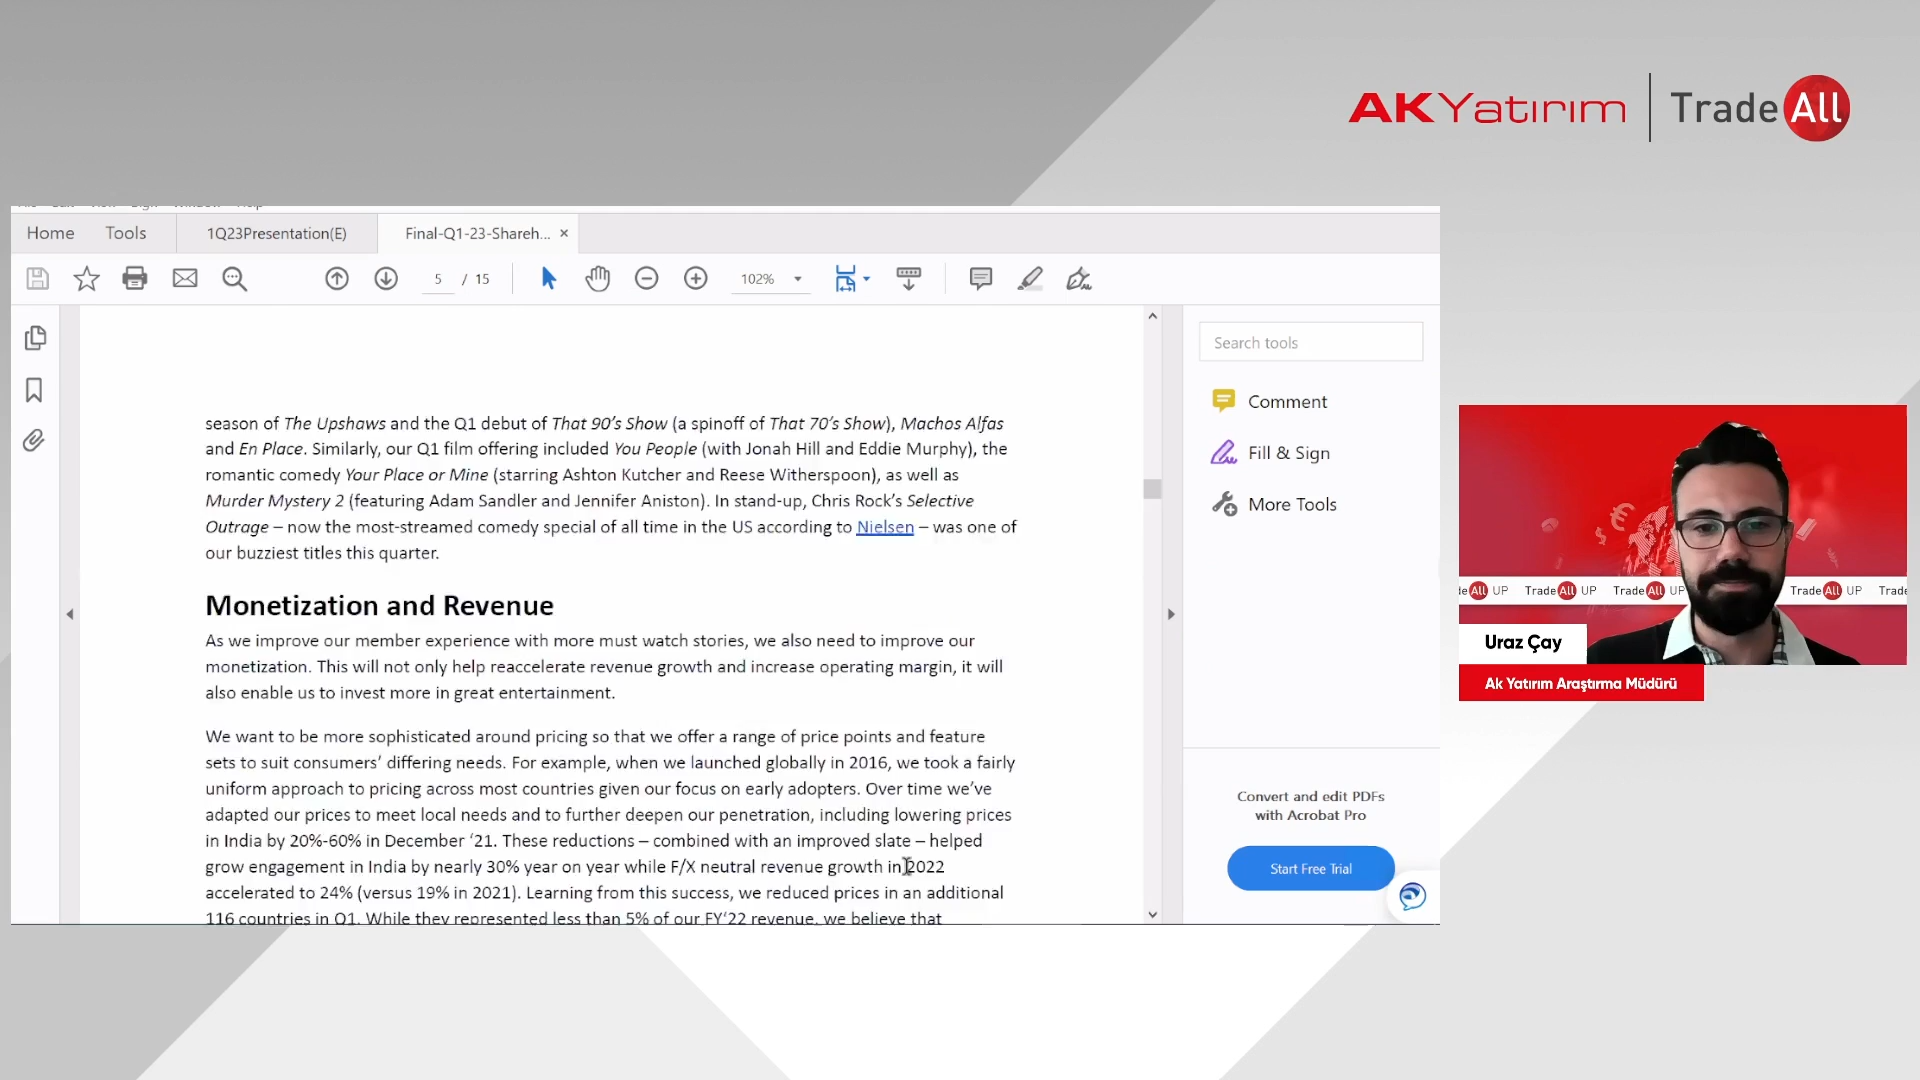 AKYatırım | TradeAll
Home Tools 1Q23Presentation(E) Final-Q1-23-Shareh... ×
5 / 15 102%
Search tools
Comment
Fill & Sign
More Tools
season of The Upshaws and the Q1 debut of That 90’s Show (a spinoff of That 70’s Show), Machos Alfas
and En Place. Similarly, our Q1 film offering included You People (with Jonah Hill and Eddie Murphy), the
romantic comedy Your Place or Mine (starring Ashton Kutcher and Reese Witherspoon), as well as
Murder Mystery 2 (featuring Adam Sandler and Jennifer Aniston). In stand-up, Chris Rock’s Selective
Outrage – now the most-streamed comedy special of all time in the US according to Nielsen – was one of
our buzziest titles this quarter.
Monetization and Revenue
As we improve our member experience with more must watch stories, we also need to improve our
monetization. This will not only help reaccelerate revenue growth and increase operating margin, it will
also enable us to invest more in great entertainment.
We want to be more sophisticated around pricing so that we offer a range of price points and feature
sets to suit consumers’ differing needs. For example, when we launched globally in 2016, we took a fairly
uniform approach to pricing across most countries given our focus on early adopters. Over time we’ve
adapted our prices to meet local needs and to further deepen our penetration, including lowering prices
in India by 20%-60% in December ‘21. These reductions – combined with an improved slate – helped
grow engagement in India by nearly 30% year on year while F/X neutral revenue growth in 2022
accelerated to 24% (versus 19% in 2021). Learning from this success, we reduced prices in an additional
116 countries in Q1. While they represented less than 5% of our FY‘22 revenue, we believe that
Convert and edit PDFs
with Acrobat Pro
Start Free Trial
All UP TradeAll UP TradeAll UP TradeAll UP
Uraz Çay
Ak Yatırım Araştırma Müdürü